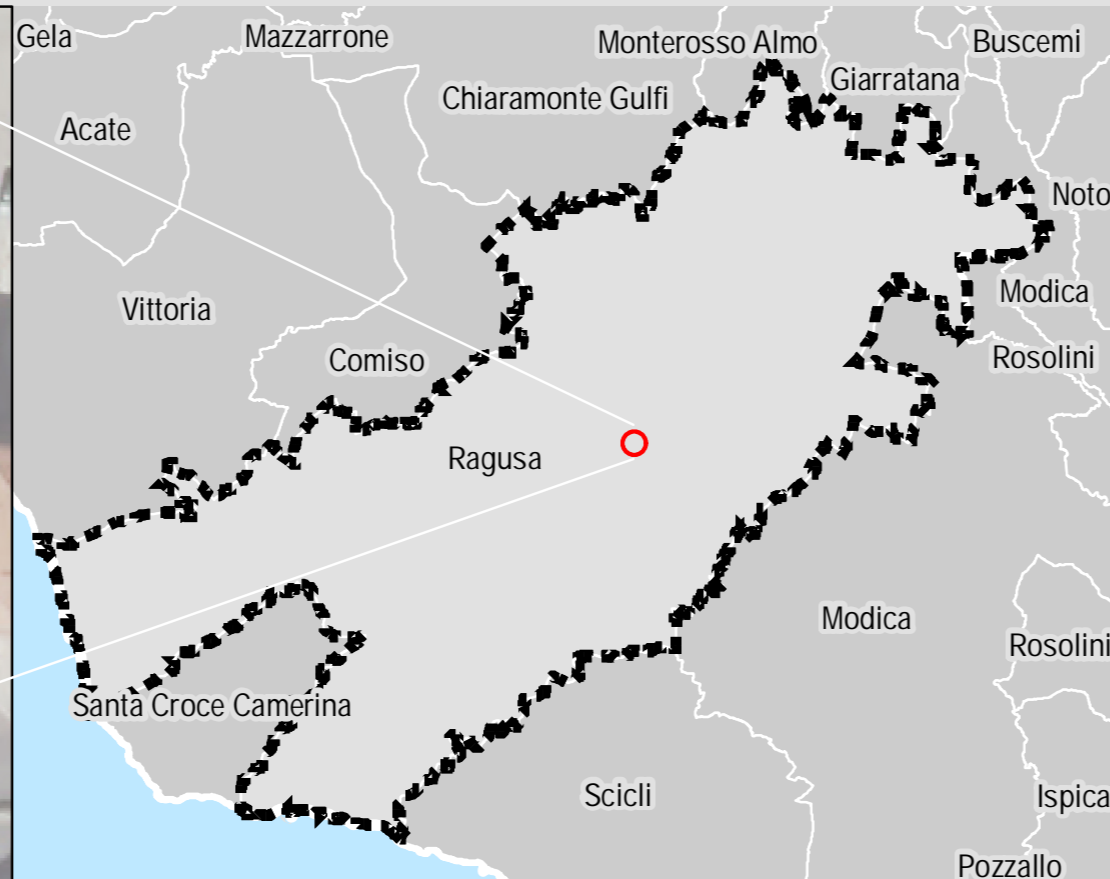 Gela
Mazzarrone
Monterosso Almo
Buscemi
Giarratana
Chiaramonte Gulfi
Acate
Noto
Modica
Vittoria
Rosolini
Comiso
Ragusa
Modica
Rosolini
Santa Croce Camerina
Scicli
Ispica
Pozzallo